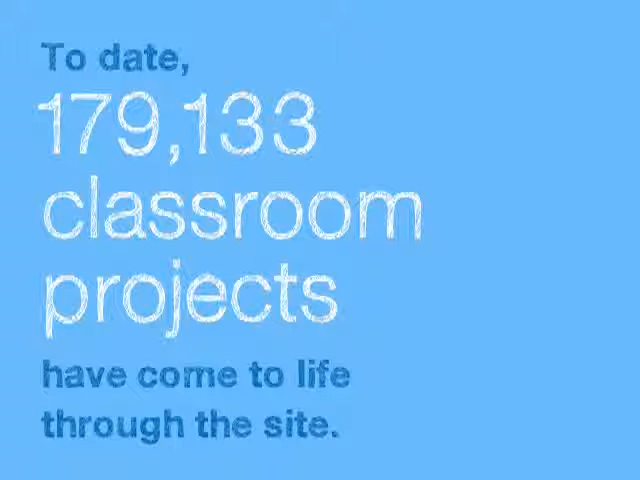 To date,
179,133
classroom
projects
have come to life
through the site.